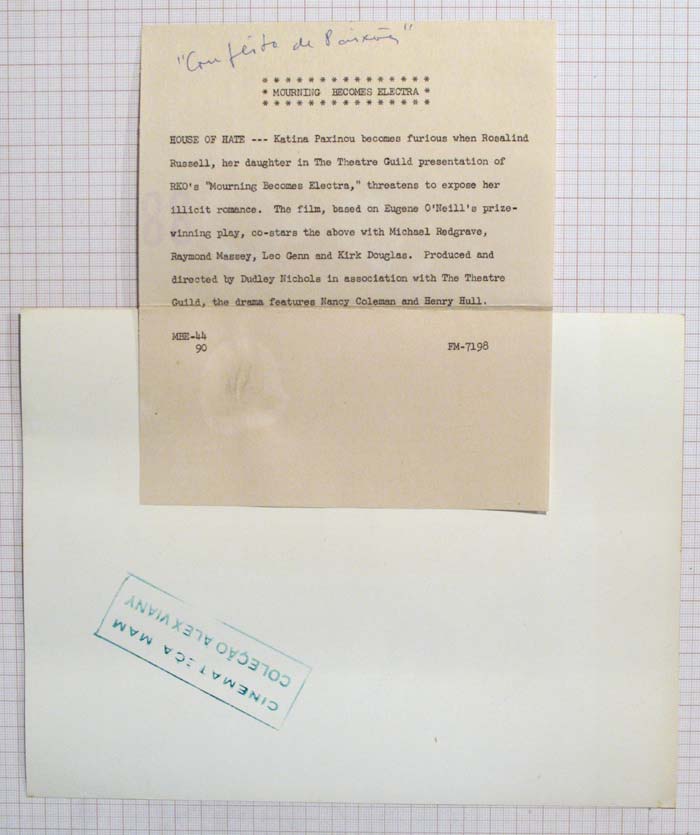 "Conflito de Paixões"
* * * * * * * * * * * * * * *
* MOURNING BECOMES ELECTRA *
* * * * * * * * * * * * * * *
HOUSE OF HATE --- Katina Paxinou becomes furious when Rosalind
Russell, her daughter in The Theatre Guild presentation of
RKO's "Mourning Becomes Electra," threatens to expose her
illicit romance. The film, based on Eugene O'Neill's prize-
winning play, co-stars the above with Michael Redgrave,
Raymond Massey, Leo Genn and Kirk Douglas. Produced and
directed by Dudley Nichols in association with The Theatre
Guild, the drama features Nancy Coleman and Henry Hull.
MBE-44
90
FM-7198
CINEMATECA MAM
COLEÇÃO ALEX VIANY